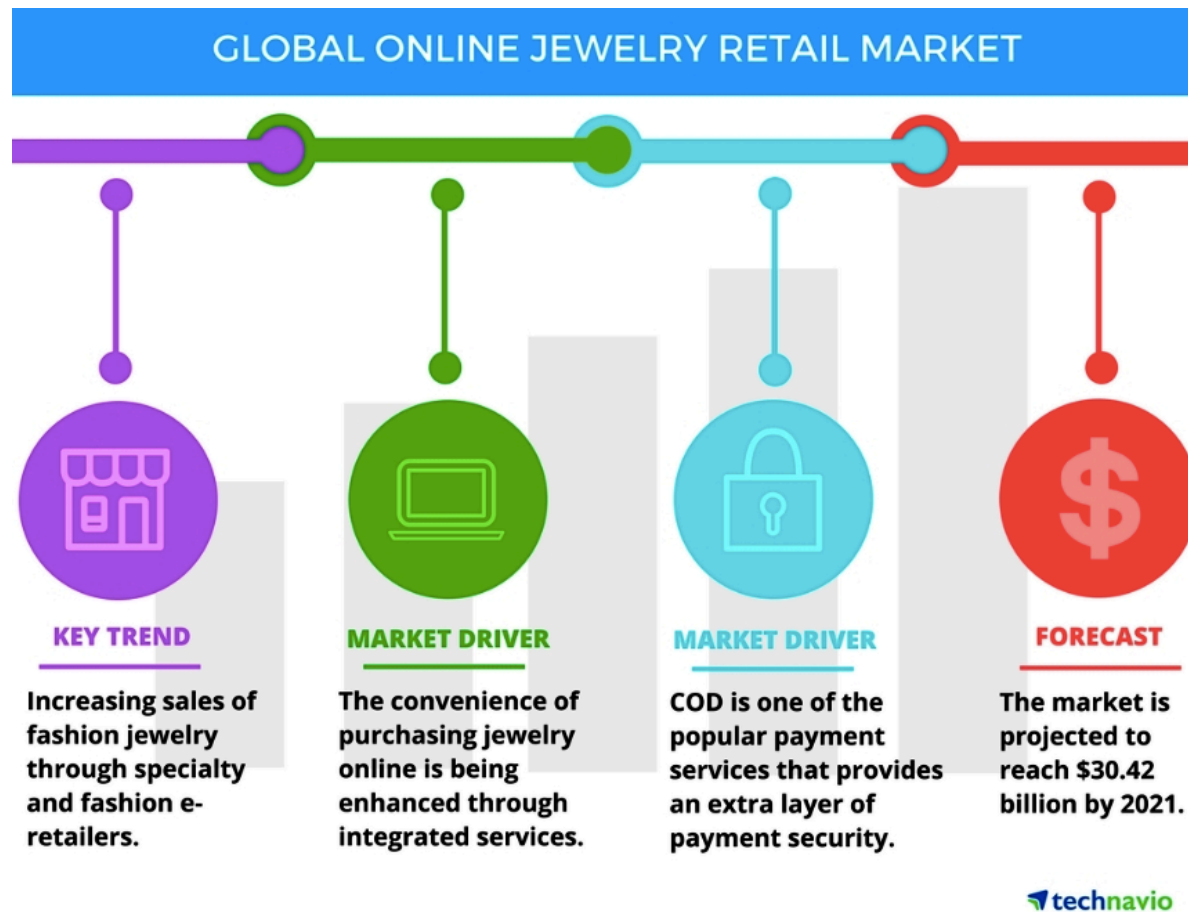 GLOBAL ONLINE JEWELRY RETAIL MARKET
KEY TREND
Increasing sales of
fashion jewelry
through specialty
and fashion e-
retailers.
MARKET DRIVER
The convenience of
purchasing jewelry
online is being
enhanced through
integrated services.
MARKET DRIVER
COD is one of the
popular payment
services that provides
an extra layer of
payment security.
$
FORECAST
The market is
projected to
reach $30.42
billion by 2021.
technavio